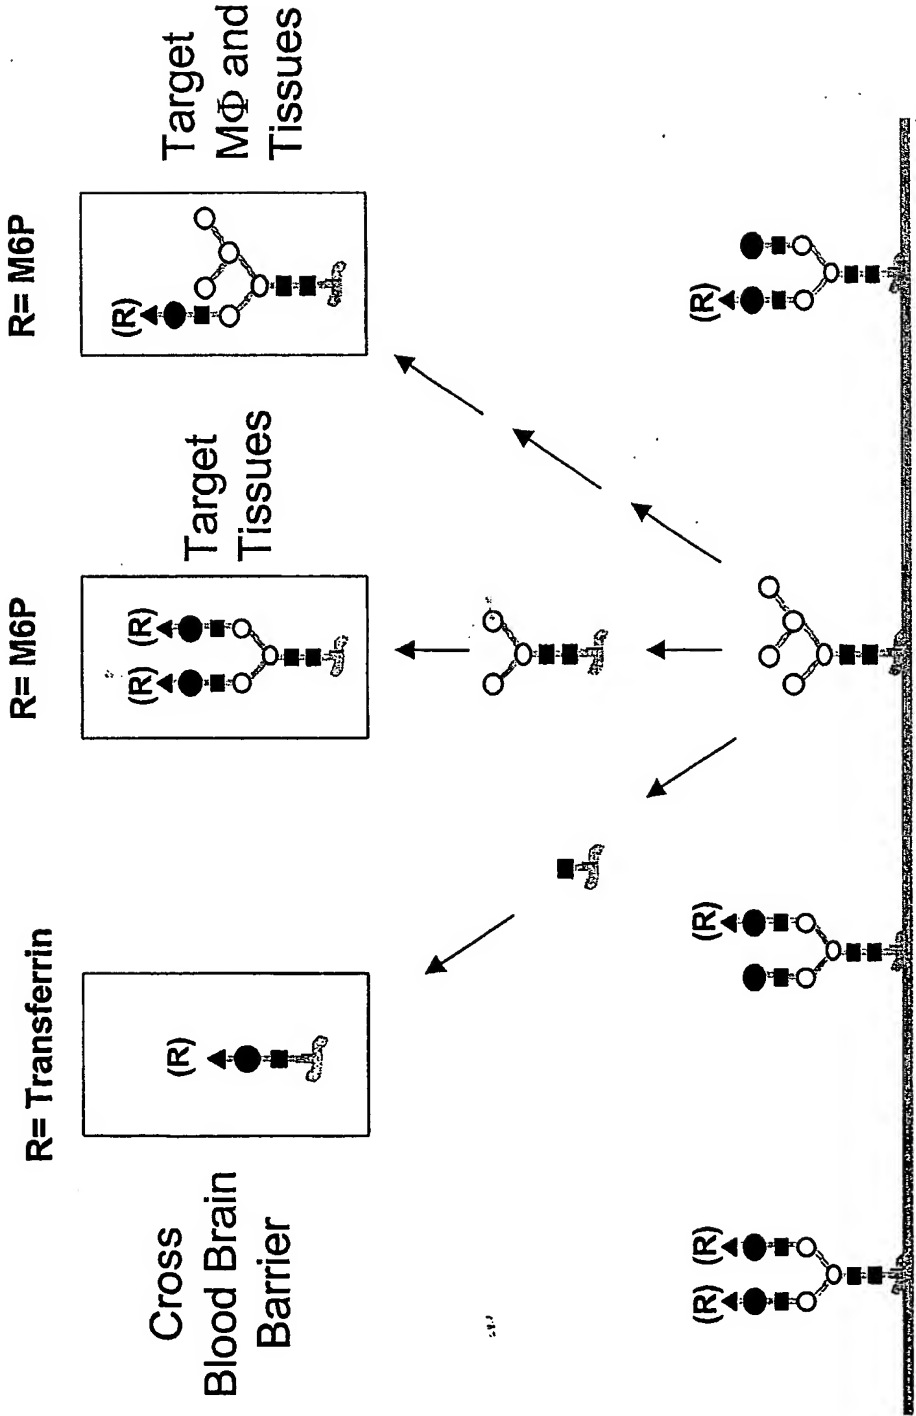 R= Transferrin
R= M6P
R= M6P
Cross
Blood Brain
Barrier
(R)
(R)
(R)
Target
Tissues
(R)
Target
MΦ and
Tissues
(R)
(R)
(R)
(R)